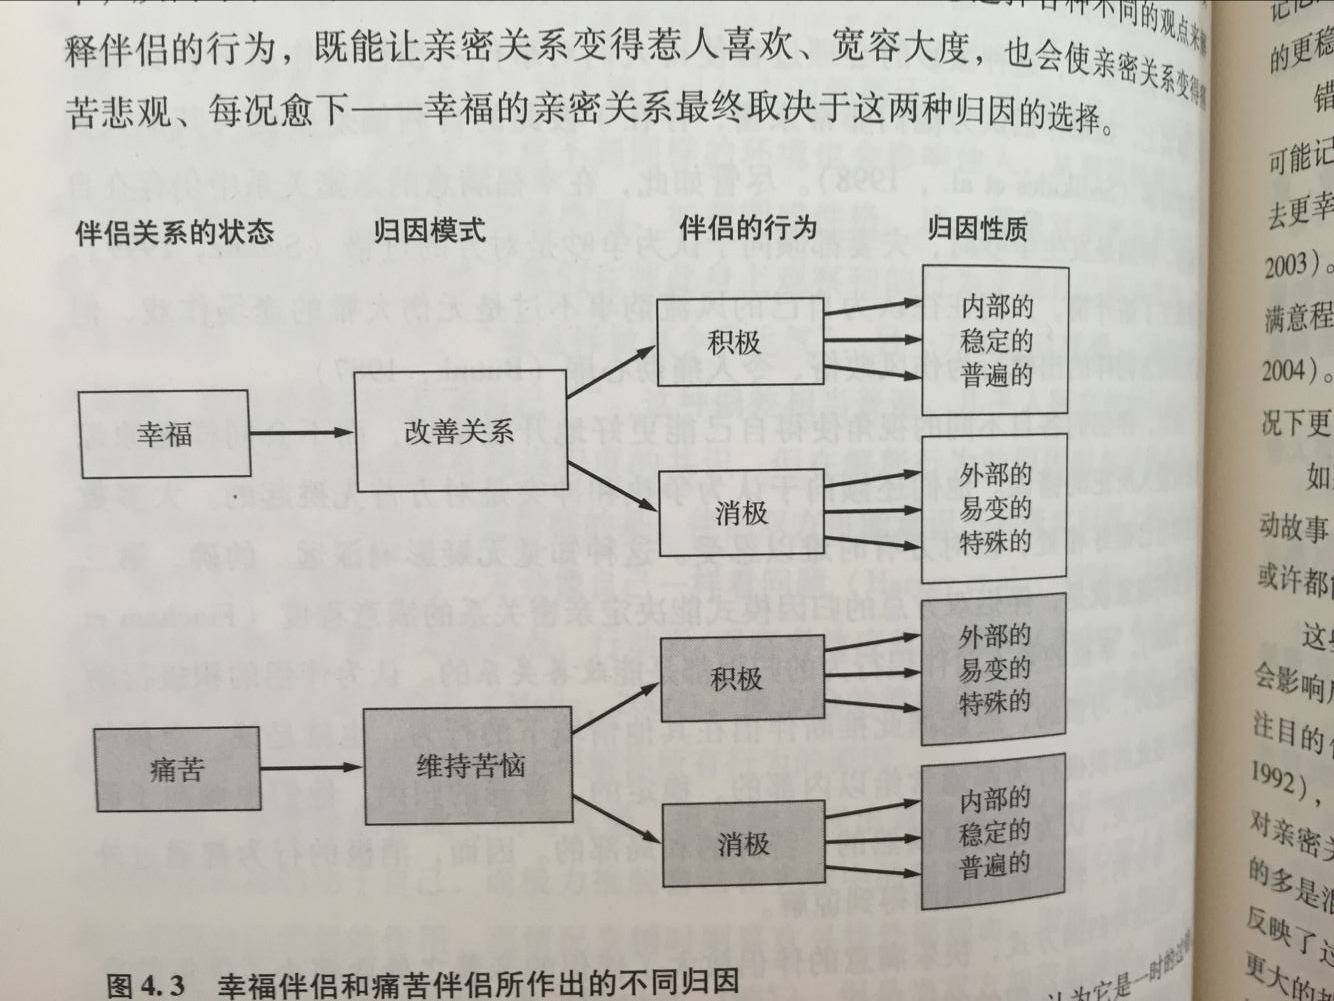 释伴侣的行为，既能让亲密关系变得惹人喜欢、宽容大度，也会使亲密关系变得
苦悲观、每况愈下——幸福的亲密关系最终取决于这两种归因的选择。
伴侣关系的状态 归因模式 伴侣的行为 归因性质
幸福
改善关系
积极
内部的
稳定的
普遍的
消极
外部的
易变的
特殊的
痛苦
维持苦恼
积极
外部的
易变的
特殊的
消极
内部的
稳定的
普遍的
图4.3 幸福伴侣和痛苦伴侣所作出的不同归因
认为它是一时的
的更稳
错
可能记
去更幸
2003)。
满意程
2004)。
况下更
如
动故事
或许都
这
会影响
注目的
1992)，
对亲密
的多是
反映了
更大的